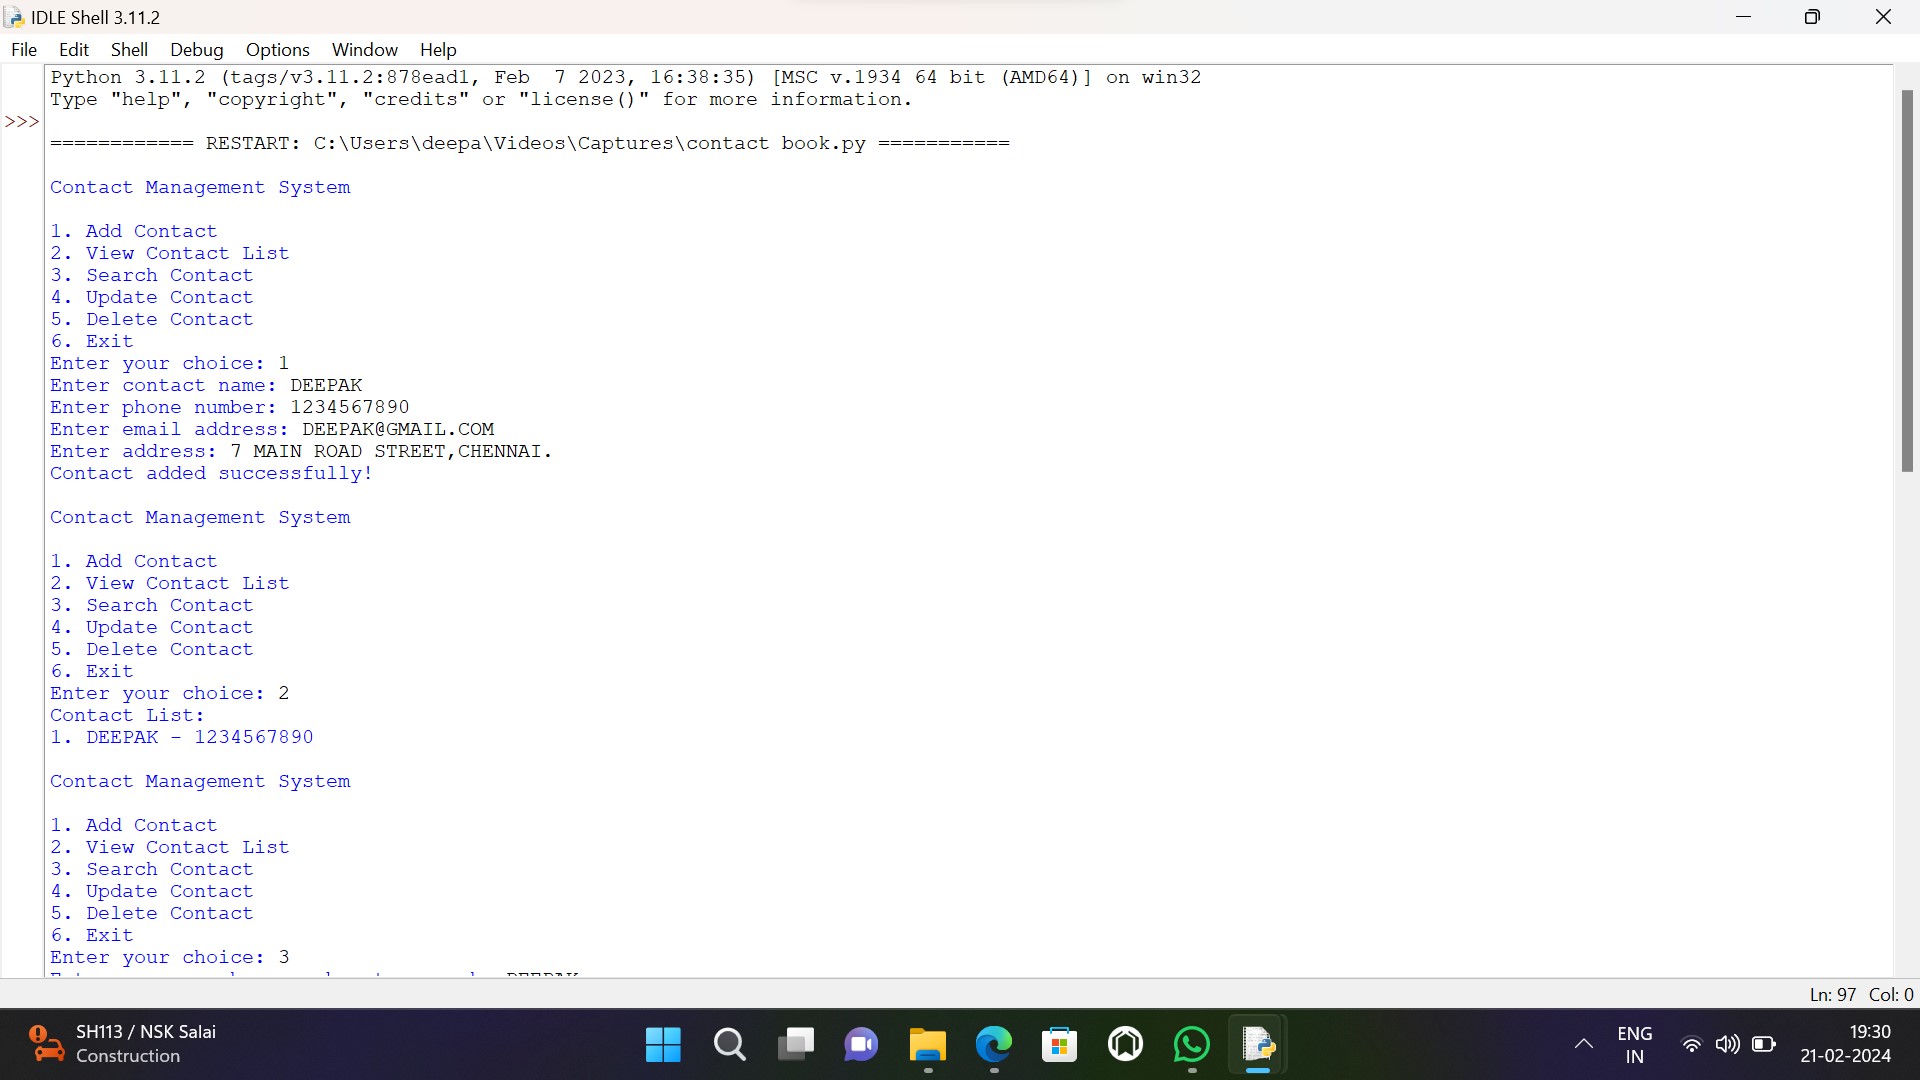 IDLE Shell 3.11.2
File Edit Shell Debug Options Window Help
Python 3.11.2 (tags/v3.11.2:878ead1, Feb  7 2023, 16:38:35) [MSC v.1934 64 bit (AMD64)] on win32
Type "help", "copyright", "credits" or "license()" for more information.
>>>
============ RESTART: C:\Users\deepa\Videos\Captures\contact book.py ===========
Contact Management System
1. Add Contact
2. View Contact List
3. Search Contact
4. Update Contact
5. Delete Contact
6. Exit
Enter your choice: 1
Enter contact name: DEEPAK
Enter phone number: 1234567890
Enter email address: DEEPAK@GMAIL.COM
Enter address: 7 MAIN ROAD STREET,CHENNAI.
Contact added successfully!
Contact Management System
1. Add Contact
2. View Contact List
3. Search Contact
4. Update Contact
5. Delete Contact
6. Exit
Enter your choice: 2
Contact List:
1. DEEPAK - 1234567890
Contact Management System
1. Add Contact
2. View Contact List
3. Search Contact
4. Update Contact
5. Delete Contact
6. Exit
Enter your choice: 3
DEEPAK
Ln: 97 Col: 0
SH113 / NSK Salai
Construction
ENG
IN
19:30
21-02-2024